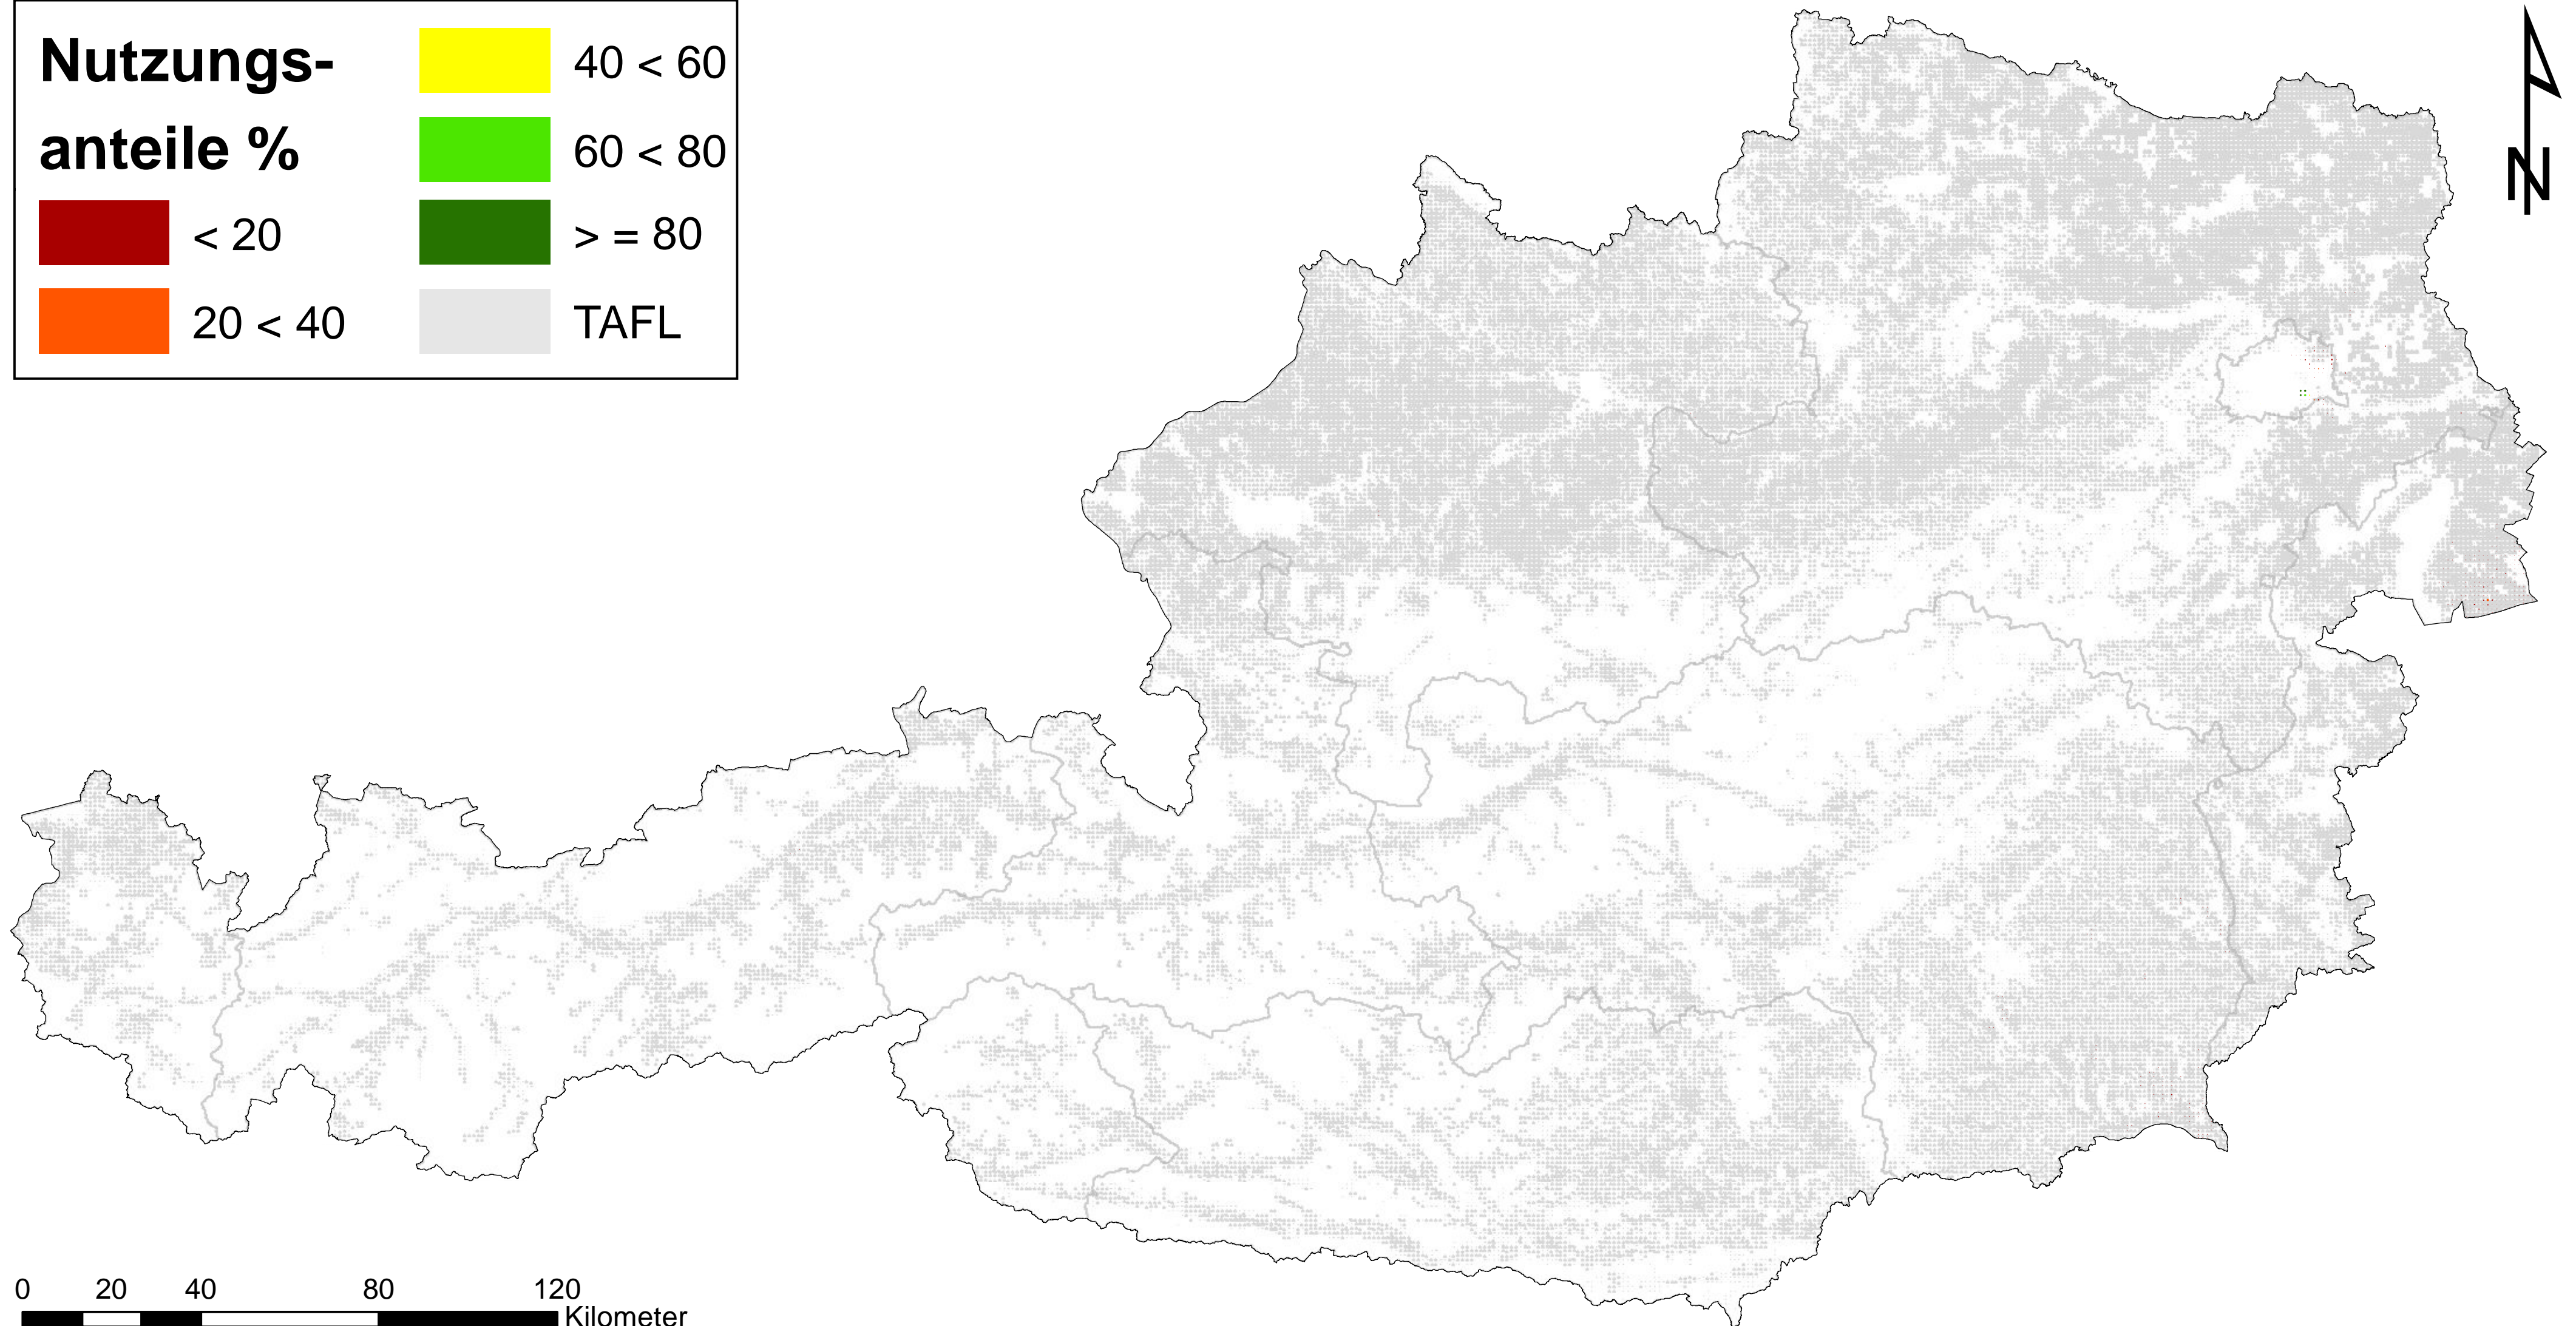 Nutzungs-
anteile %
< 20
20 < 40
40 < 60
60 < 80
> = 80
TAFL
N
0 20 40 80 120
Kilometer